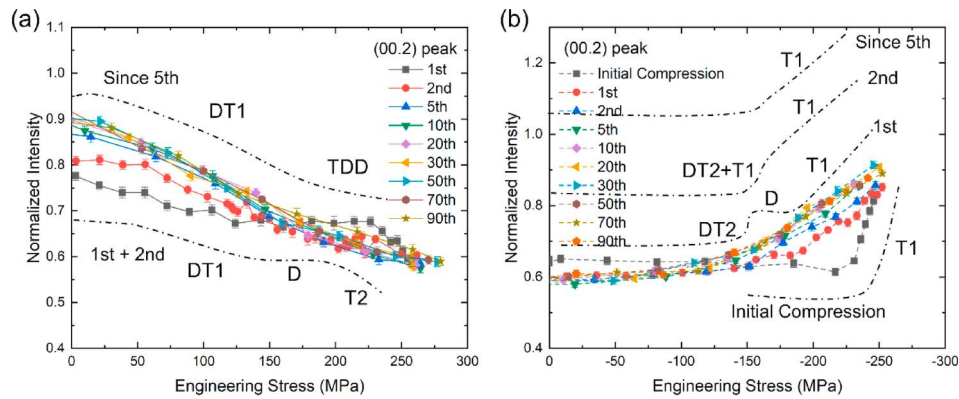 (a)
1.1
1.0
0.9
0.8
0.7
0.6
0.5
0.4
Normalized Intensity
0
50
100
150
200
250
300
Engineering Stress (MPa)
Since 5th
DT1
TDD
1st + 2nd
DT1
D
T2
(00.2) peak
1st
2nd
5th
10th
20th
30th
50th
70th
90th
(b)
1.2
1.0
0.8
0.6
0.4
Normalized Intensity
0
-50
-100
-150
-200
-250
-300
Engineering Stress (MPa)
(00.2) peak
Initial Compression
1st
2nd
5th
10th
20th
30th
50th
70th
90th
T1
Since 5th
T1
2nd
DT2+T1
T1
1st
D
DT2
T1
Initial Compression